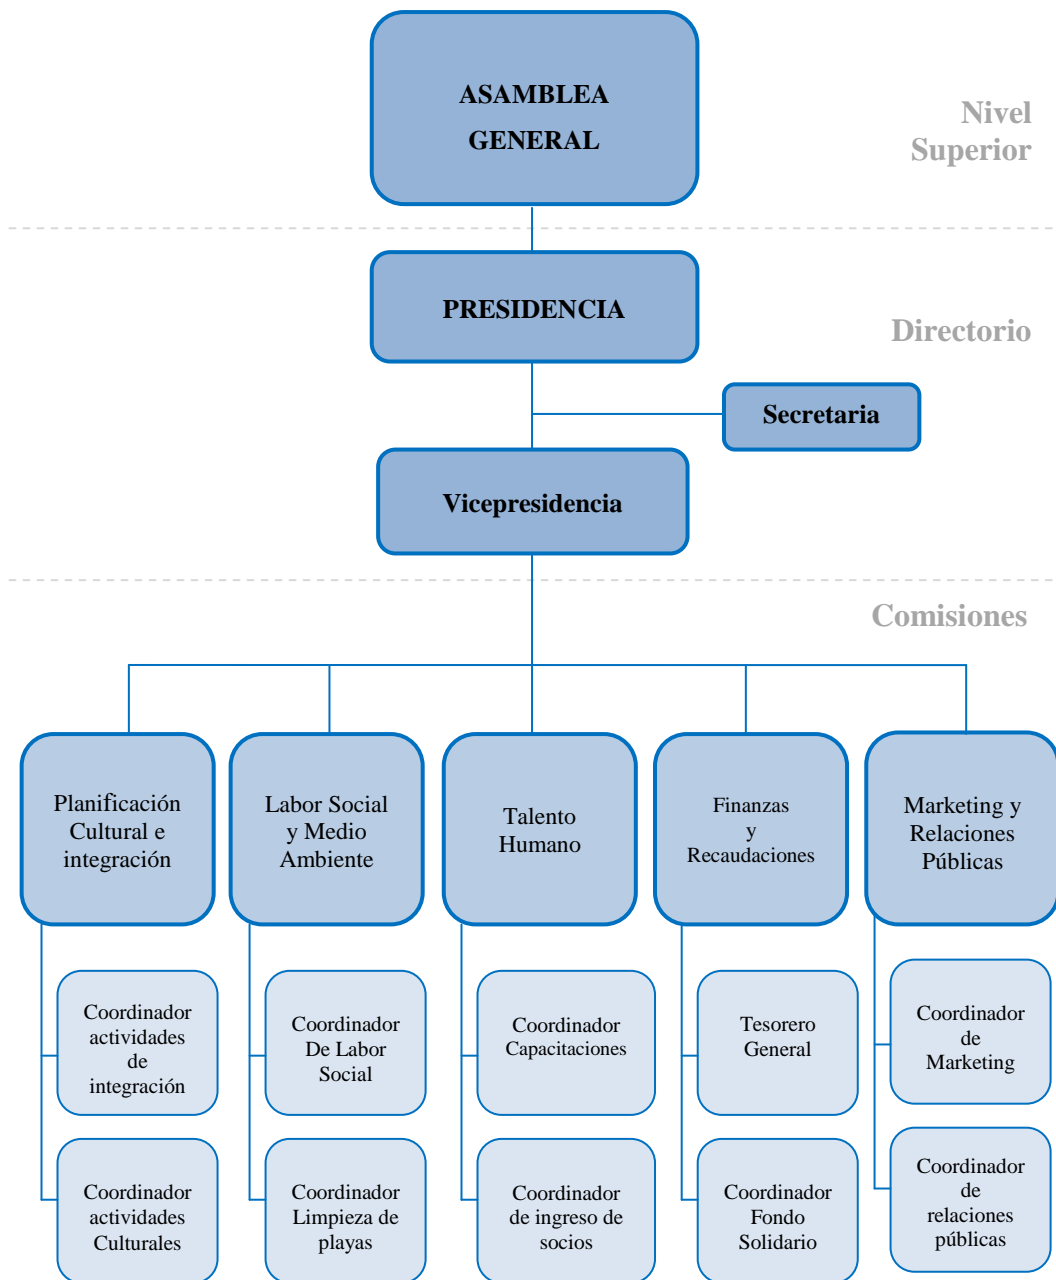 ASAMBLEA
GENERAL
Nivel
Superior
PRESIDENCIA
Directorio
Secretaria
Vicepresidencia
Comisiones
Planificación
Cultural e
integración
Labor Social
y Medio
Ambiente
Talento
Humano
Finanzas
y
Recaudaciones
Marketing y
Relaciones
Públicas
Coordinador
actividades
de
integración
Coordinador
De Labor
Social
Coordinador
Capacitaciones
Tesorero
General
Coordinador
de
Marketing
Coordinador
actividades
Culturales
Coordinador
Limpieza de
playas
Coordinador
de ingreso de
socios
Coordinador
Fondo
Solidario
Coordinador
de
relaciones
públicas